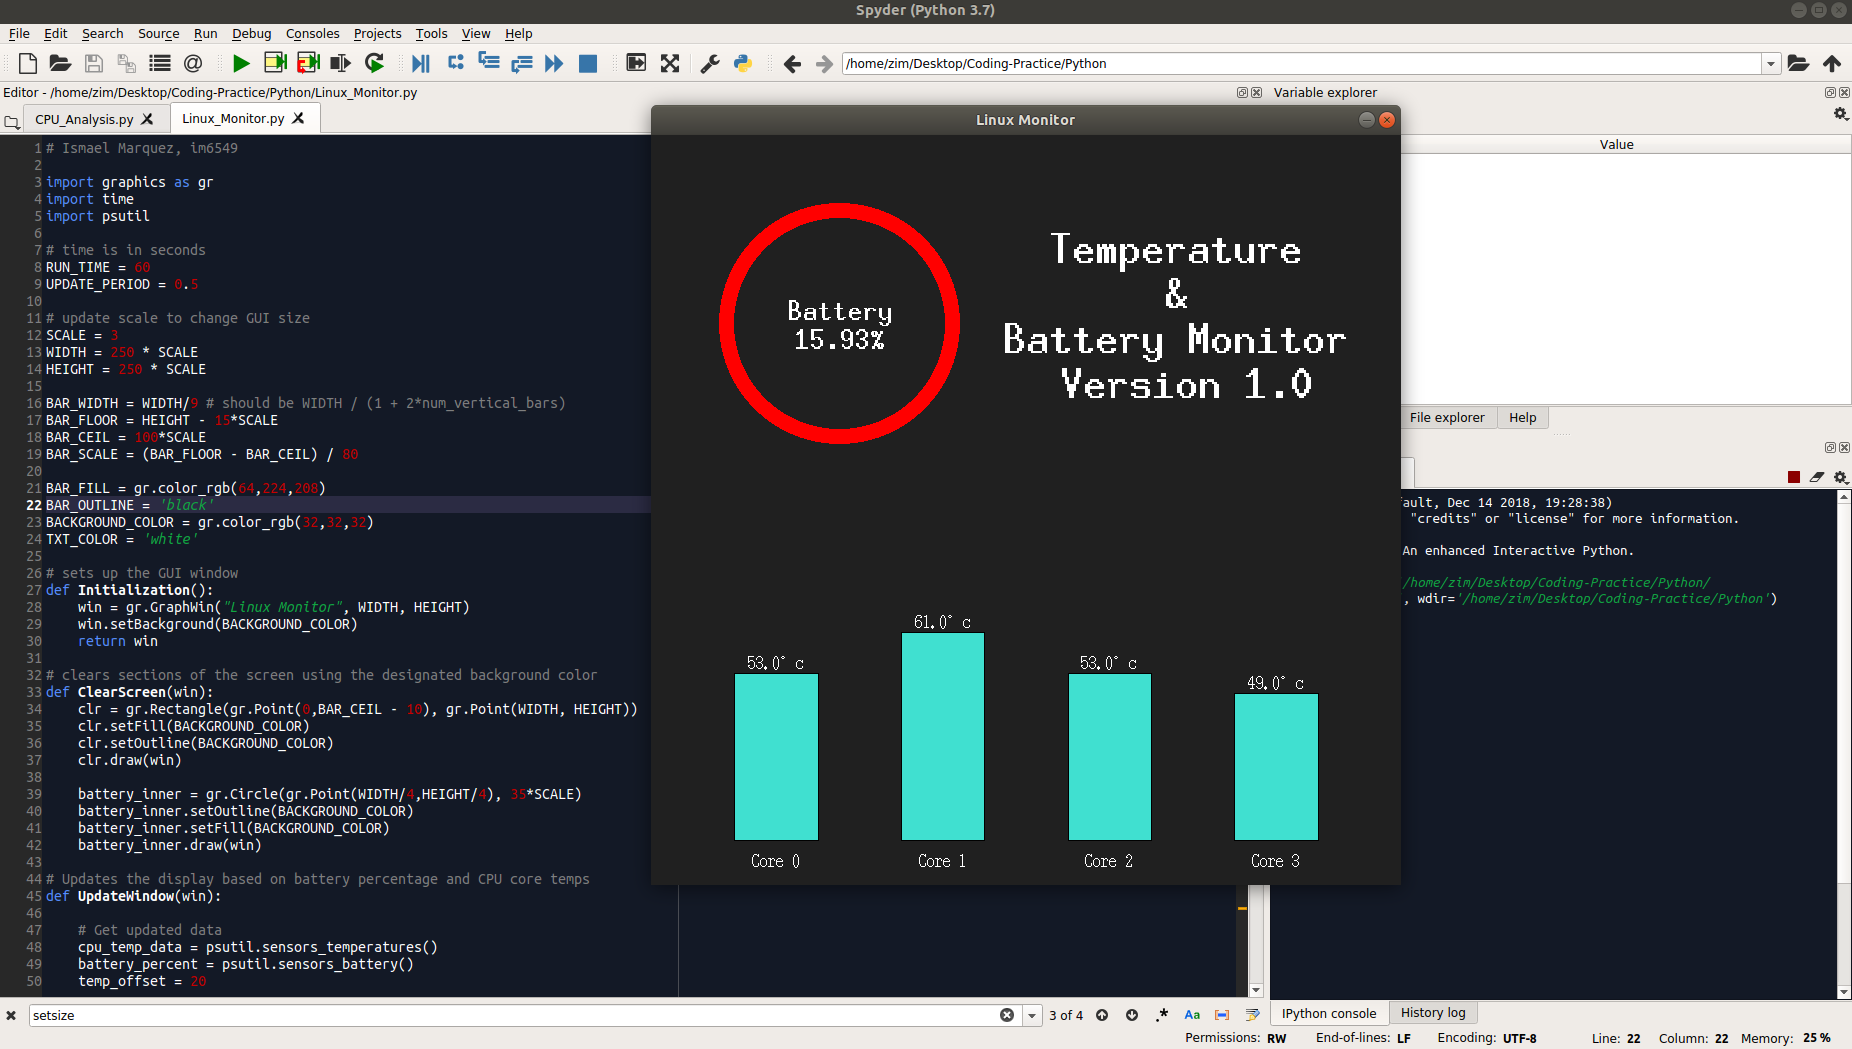 Spyder (Python 3.7)
File Edit Search Source Run Debug Consoles Projects Tools View Help
/home/zim/Desktop/Coding-Practice/Python
Editor - /home/zim/Desktop/Coding-Practice/Python/Linux_Monitor.py
CPU_Analysis.py Linux_Monitor.py
1 # Ismael Marquez, im6549
2
3 import graphics as gr
4 import time
5 import psutil
6
7 # time is in seconds
8 RUN_TIME = 60
9 UPDATE_PERIOD = 0.5
10
11 # update scale to change GUI size
12 SCALE = 3
13 WIDTH = 250 * SCALE
14 HEIGHT = 250 * SCALE
15
16 BAR_WIDTH = WIDTH/9 # should be WIDTH / (1 + 2*num_vertical_bars)
17 BAR_FLOOR = HEIGHT - 15*SCALE
18 BAR_CEIL = 100*SCALE
19 BAR_SCALE = (BAR_FLOOR - BAR_CEIL) / 80
20
21 BAR_FILL = gr.color_rgb(64,224,208)
22 BAR_OUTLINE = 'black'
23 BACKGROUND_COLOR = gr.color_rgb(32,32,32)
24 TXT_COLOR = 'white'
25
26 # sets up the GUI window
27 def Initialization():
28     win = gr.GraphWin("Linux Monitor", WIDTH, HEIGHT)
29     win.setBackground(BACKGROUND_COLOR)
30     return win
31
32 # clears sections of the screen using the designated background color
33 def ClearScreen(win):
34     clr = gr.Rectangle(gr.Point(0,BAR_CEIL - 10), gr.Point(WIDTH, HEIGHT))
35     clr.setFill(BACKGROUND_COLOR)
36     clr.setOutline(BACKGROUND_COLOR)
37     clr.draw(win)
38
39     battery_inner = gr.Circle(gr.Point(WIDTH/4,HEIGHT/4), 35*SCALE)
40     battery_inner.setOutline(BACKGROUND_COLOR)
41     battery_inner.setFill(BACKGROUND_COLOR)
42     battery_inner.draw(win)
43
44 # Updates the display based on battery percentage and CPU core temps
45 def UpdateWindow(win):
46
47     # Get updated data
48     cpu_temp_data = psutil.sensors_temperatures()
49     battery_percent = psutil.sensors_battery()
50     temp_offset = 20
Linux Monitor
Battery
15.93%
Temperature
&
Battery Monitor
Version 1.0
53.0° c 61.0° c 53.0° c 49.0° c
Core 0 Core 1 Core 2 Core 3
Variable explorer
Value
File explorer Help
fault, Dec 14 2018, 19:28:38)
"credits" or "license" for more information.
An enhanced Interactive Python.
/home/zim/Desktop/Coding-Practice/Python/
, wdir='/home/zim/Desktop/Coding-Practice/Python')
IPython console History log
setsize 3 of 4 .* Aa
Permissions: RW End-of-lines: LF Encoding: UTF-8 Line: 22 Column: 22 Memory: 25 %